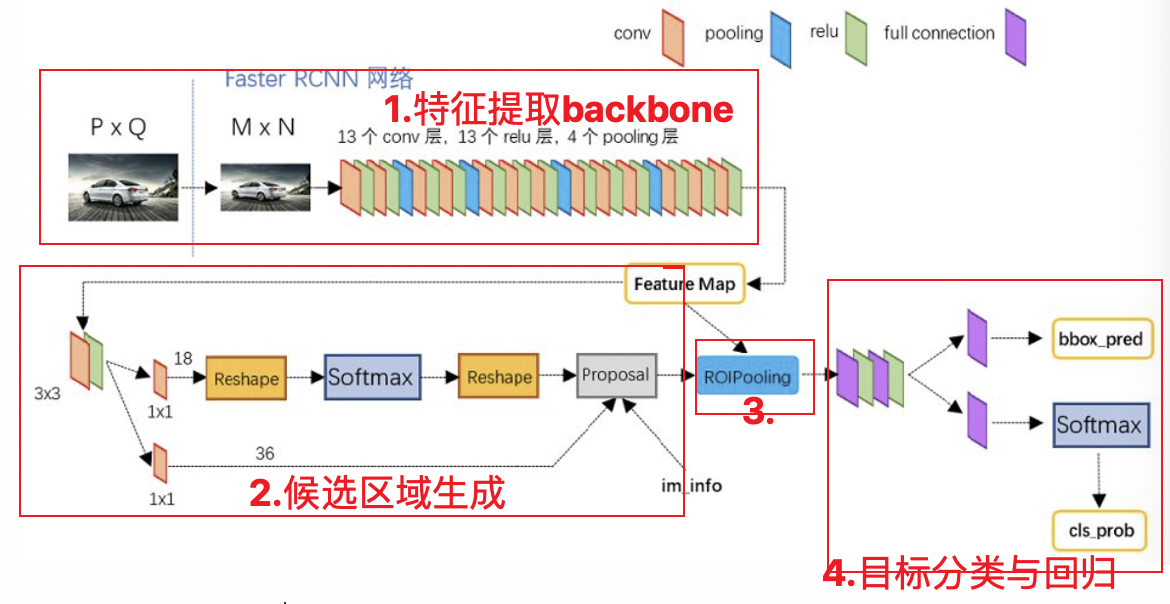 conv pooling relu full connection
Faster RCNN 网络
1.特征提取backbone
P x Q
M x N
13 个 conv 层, 13 个 relu 层, 4 个 pooling 层
Feature Map
3x3
18
1x1
Reshape
Softmax
Reshape
Proposal
ROIPooling
3.
36
1x1
2.候选区域生成
im_info
bbox_pred
Softmax
cls_prob
4.目标分类与回归